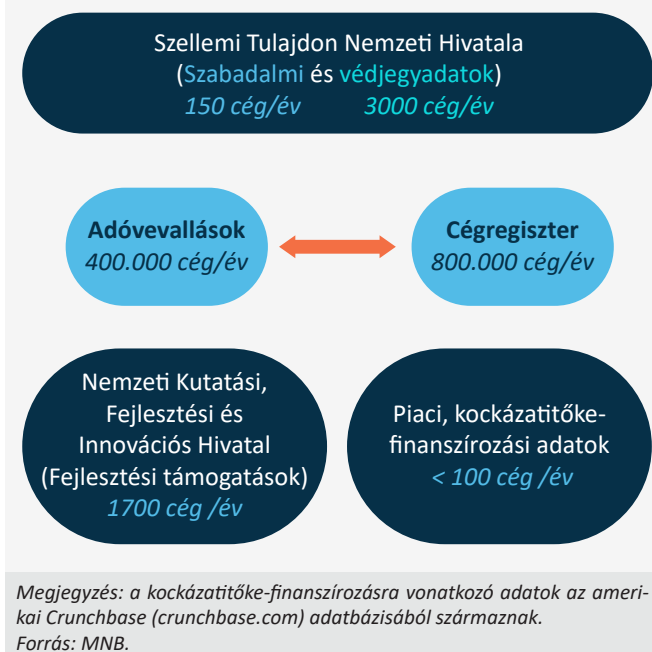 Szellemi Tulajdon Nemzeti Hivatala
(Szabadalmi és védjegyadatok)
150 cég/év 3000 cég/év
Adóvevallások
400.000 cég/év
Cégregiszter
800.000 cég/év
Nemzeti Kutatási,
Fejlesztési és
Innovációs Hivatal
(Fejlesztési támogatások)
1700 cég /év
Piaci, kockázatitőke-
finanszírozási adatok
< 100 cég /év
Megjegyzés: a kockázatitőke-finanszírozásra vonatkozó adatok az ameri-
kai Crunchbase (crunchbase.com) adatbázisából származnak.
Forrás: MNB.